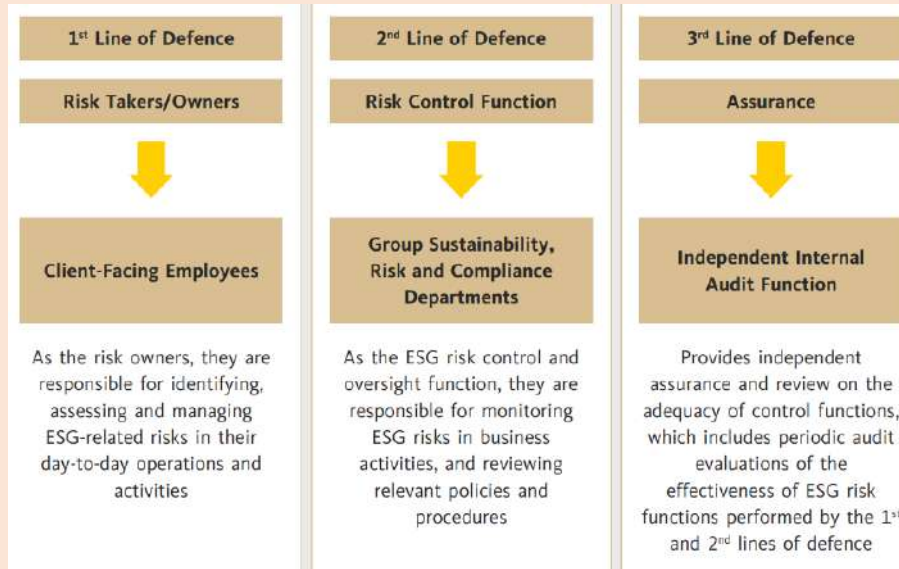 1st Line of Defence
Risk Takers/Owners
Client-Facing Employees
As the risk owners, they are
responsible for identifying,
assessing and managing
ESG-related risks in their
day-to-day operations and
activities
2nd Line of Defence
Risk Control Function
Group Sustainability,
Risk and Compliance
Departments
As the ESG risk control and
oversight function, they are
responsible for monitoring
ESG risks in business
activities, and reviewing
relevant policies and
procedures
3rd Line of Defence
Assurance
Independent Internal
Audit Function
Provides independent
assurance and review on the
adequacy of control functions,
which includes periodic audit
evaluations of the
effectiveness of ESG risk
functions performed by the 1st
and 2nd lines of defence